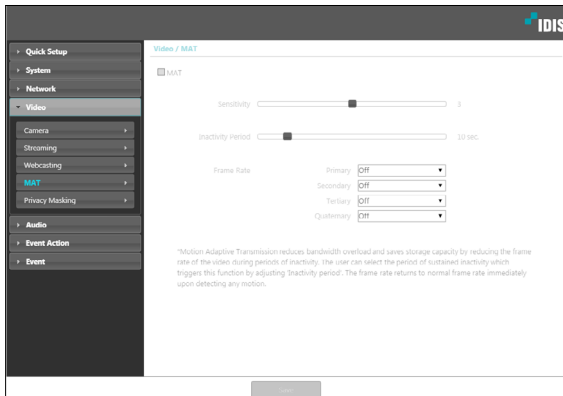 IDIS
Quick Setup
System
Network
Video
Camera
Streaming
Webcasting
MAT
Privacy Masking
Audio
Event Action
Event
Video / MAT
MAT
Sensitivity 3
Inactivity Period 10 sec.
Frame Rate Primary Off
Secondary Off
Tertiary Off
Quaternary Off
*Motion Adaptive Transmission reduces bandwidth overload and saves storage capacity by reducing the frame
rate of the video during periods of inactivity. The user can select the period of sustained inactivity which
triggers this function by adjusting 'Inactivity period'. The frame rate returns to normal frame rate immediately
upon detecting any motion.